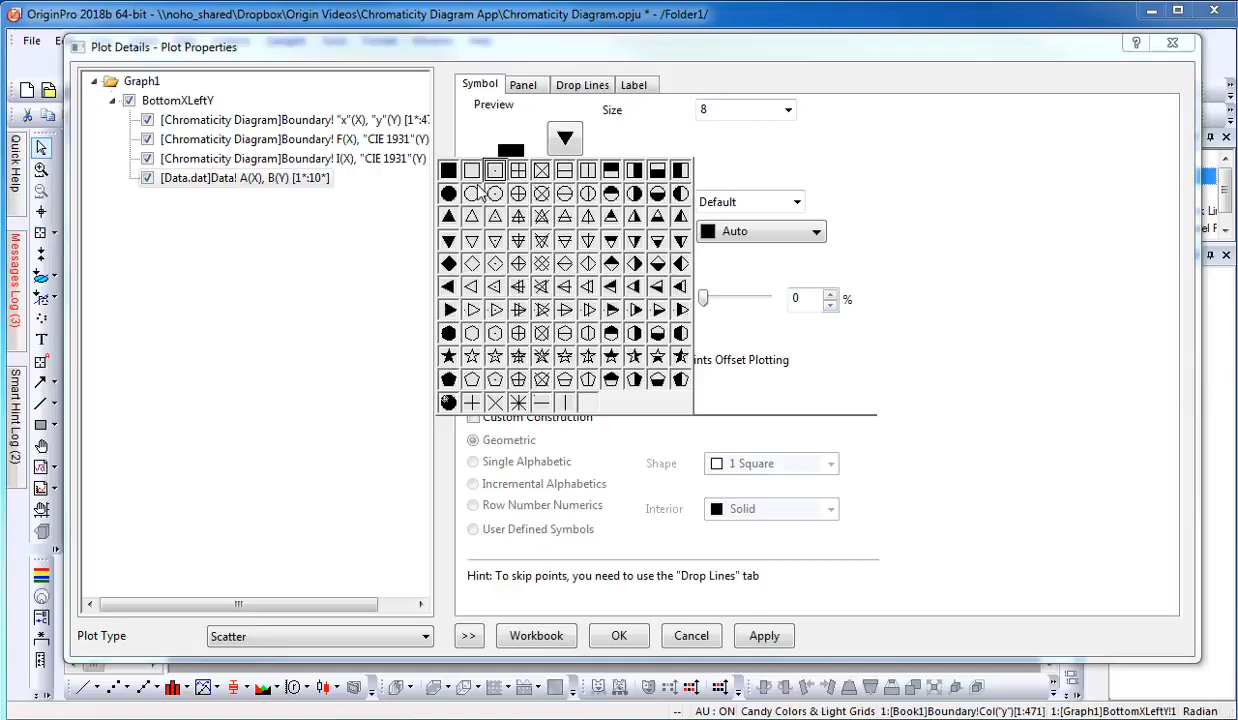 OriginPro 2018b 64-bit - \\noho_shared\Dropbox\Origin Videos\Chromaticity Diagram App\Chromaticity Diagram.opju * - /Folder1/
File
Plot Details - Plot Properties
Graph1
BottomXLeftY
[Chromaticity Diagram]Boundary! "x"(X), "y"(Y) [1*:47
[Chromaticity Diagram]Boundary! F(X), "CIE 1931"(Y)
[Chromaticity Diagram]Boundary! I(X), "CIE 1931"(Y)
[Data.dat]Data! A(X), B(Y) [1*:10*]
Symbol Panel Drop Lines Label
Preview
Size 8
Default
Auto
0 %
ints Offset Plotting
Custom Construction
Geometric
Single Alphabetic
Incremental Alphabetics
Row Number Numerics
User Defined Symbols
Shape 1 Square
Interior Solid
Hint: To skip points, you need to use the "Drop Lines" tab
Plot Type Scatter
>> Workbook OK Cancel Apply
Quick Help
Messages Log (3)
Smart Hint Log (2)
-- AU : ON Candy Colors & Light Grids 1:[Book1]Boundary!Col("y")[1:471] 1:[Graph1]BottomXLeftY!1 Radian